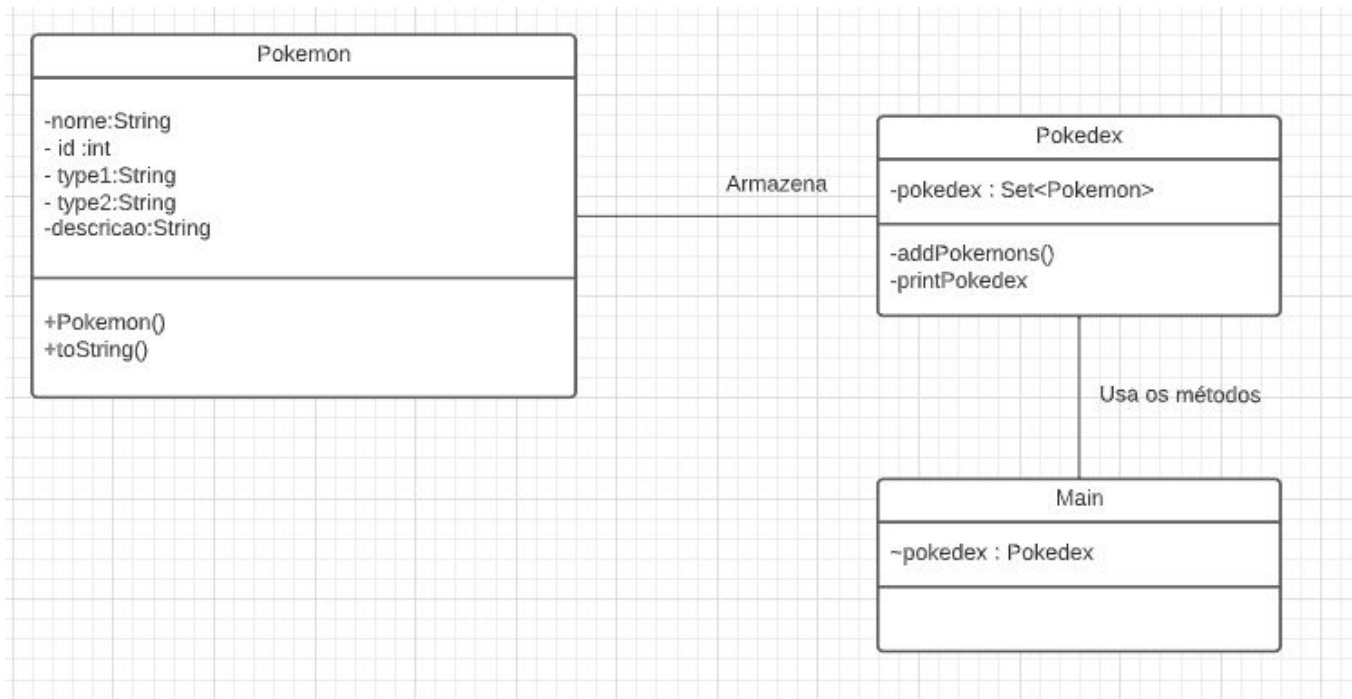 Pokemon
-nome:String
- id :int
- type1:String
- type2:String
-descricao:String
+Pokemon()
+toString()
Armazena
Pokedex
-pokedex : Set<Pokemon>
-addPokemons()
-printPokedex
Usa os métodos
Main
~pokedex : Pokedex